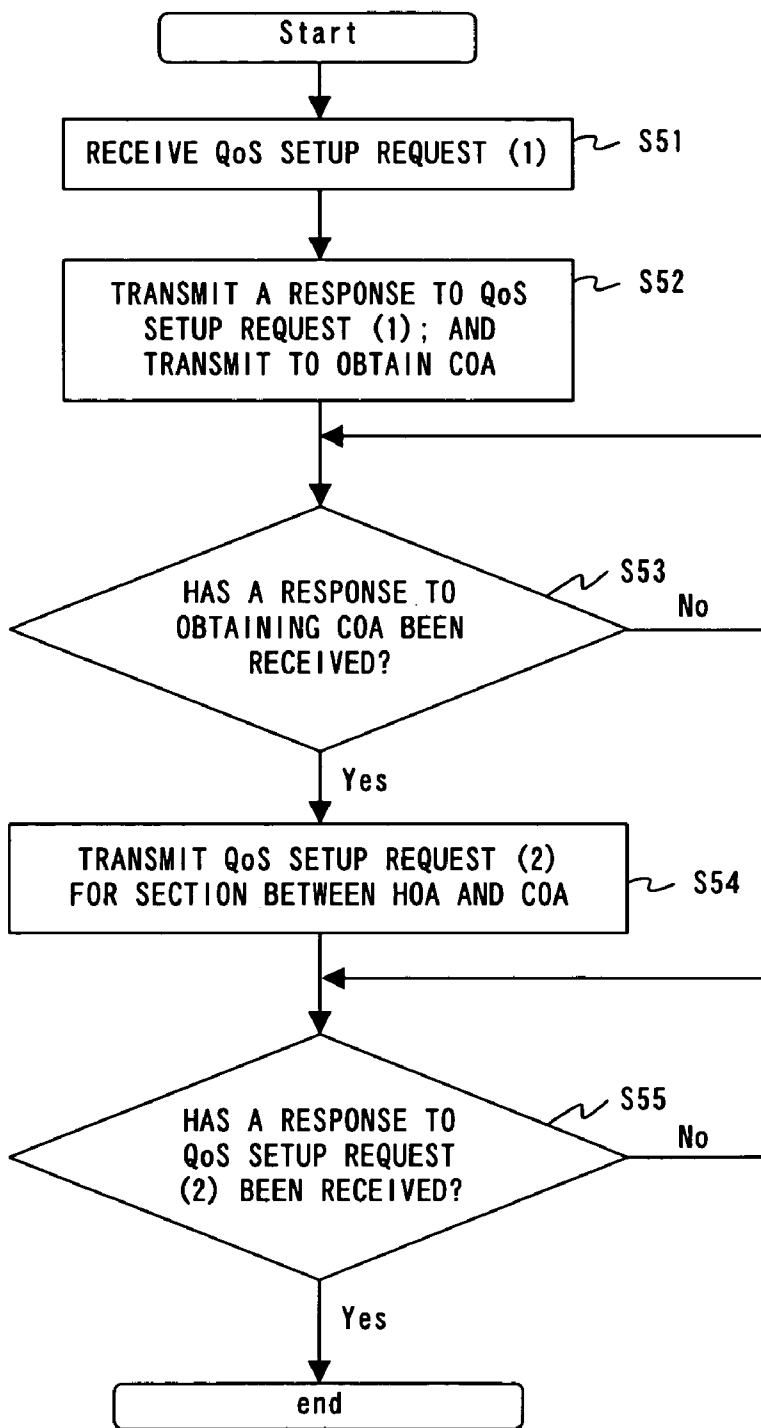 Start
RECEIVE QoS SETUP REQUEST (1)
S51
TRANSMIT A RESPONSE TO QoS
SETUP REQUEST (1); AND
TRANSMIT TO OBTAIN COA
S52
HAS A RESPONSE TO
OBTAINING COA BEEN
RECEIVED?
S53
No
Yes
TRANSMIT QoS SETUP REQUEST (2)
FOR SECTION BETWEEN HOA AND COA
S54
HAS A RESPONSE TO
QoS SETUP REQUEST
(2) BEEN RECEIVED?
S55
No
Yes
end